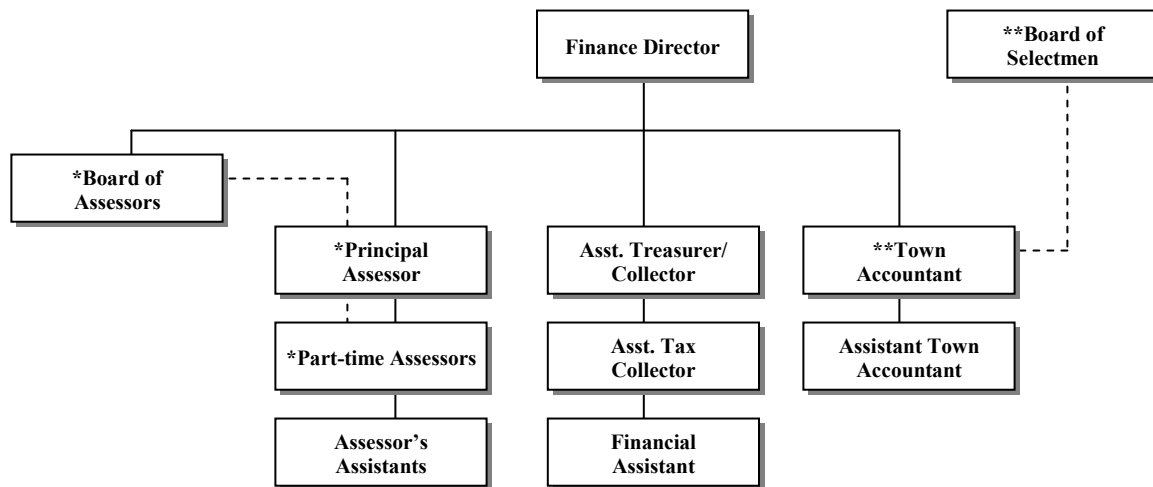 Finance Director
**Board of
Selectmen
*Board of
Assessors
*Principal
Assessor
Asst. Treasurer/
Collector
**Town
Accountant
*Part-time Assessors
Asst. Tax
Collector
Assistant Town
Accountant
Assessor’s
Assistants
Financial
Assistant